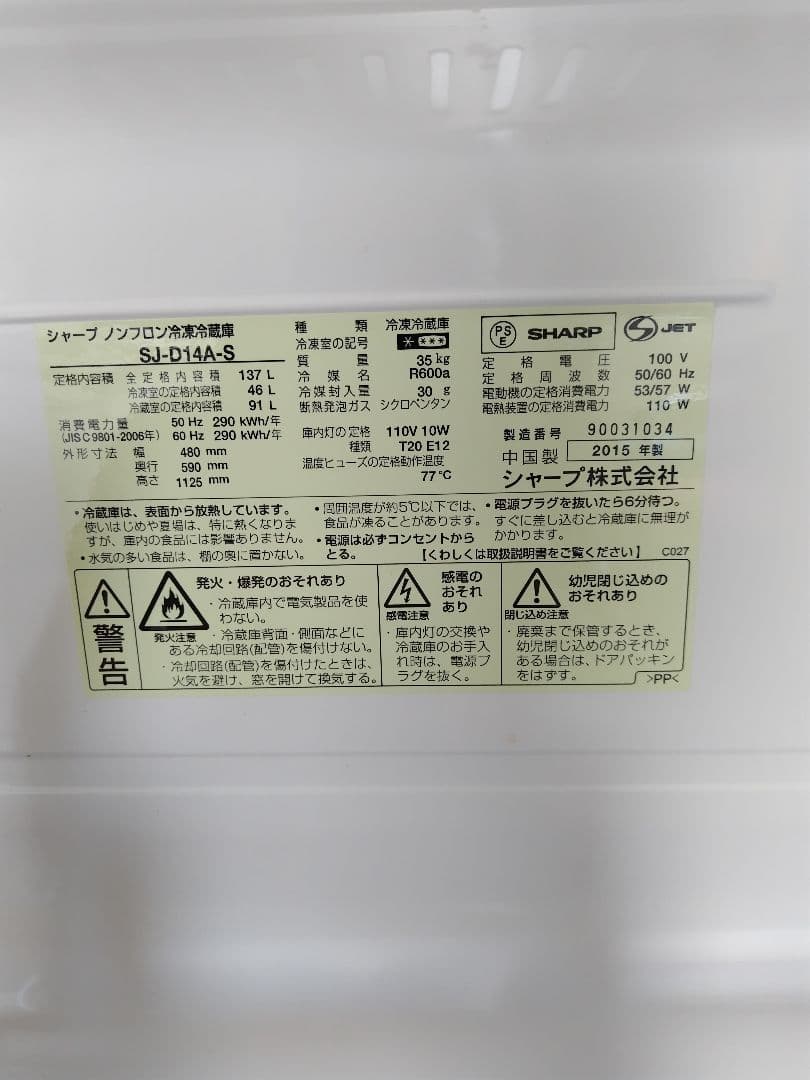 シャープ ノンフロン冷凍冷蔵庫
SJ-D14A-S
定格内容積 全定格内容積 137 L
冷凍室の定格内容積 46 L
冷蔵室の定格内容積 91 L
消費電力量 50 Hz 290 kWh/年
(JIS C 9801-2006年) 60 Hz 290 kWh/年
外形寸法 幅 480 mm
奥行 590 mm
高さ 1125 mm
種類 冷凍冷蔵庫
冷凍室の記号 * ***
質量 35 kg
冷媒名 R600a
冷媒封入量 30 g
断熱発泡ガス シクロペンタン
庫内灯の定格 110V 10W
種類 T20 E12
温度ヒューズの定格動作温度
77℃
PS E SHARP S JET
定格電圧 100 V
定格周波数 50/60 Hz
電動機の定格消費電力 53/57 W
電熱装置の定格消費電力 110 W
製造番号 90031034
中国製 2015 年製
シャープ株式会社
・冷蔵庫は、表面から放熱しています。
使いはじめや夏場は、特に熱くなりま
すが、庫内の食品には影響ありません。
・水気の多い食品は、棚の奥に置かない。
・周囲温度が約5℃以下では、
食品が凍ることがあります。
・電源は必ずコンセントから
とる。
・電源プラグを抜いたら6分待つ。
すぐに差し込むと冷蔵庫に無理が
かかります。
【くわしくは取扱説明書をご覧ください】 C027
警告
発火・爆発のおそれあり
発火注意
・冷蔵庫内で電気製品を使
わない。
・冷蔵庫背面・側面などに
ある冷却回路(配管)を傷付けない。
・冷却回路(配管)を傷付けたときは、
火気を避け、窓を開けて換気する。
感電の
おそれ
あり
感電注意
・庫内灯の交換や
冷蔵庫のお手入
れ時は、電源プ
ラグを抜く。
幼児閉じ込めの
おそれあり
閉じ込め注意
・廃棄まで保管するとき、
幼児閉じ込めのおそれが
ある場合は、ドアパッキン
をはずす。
>PP<